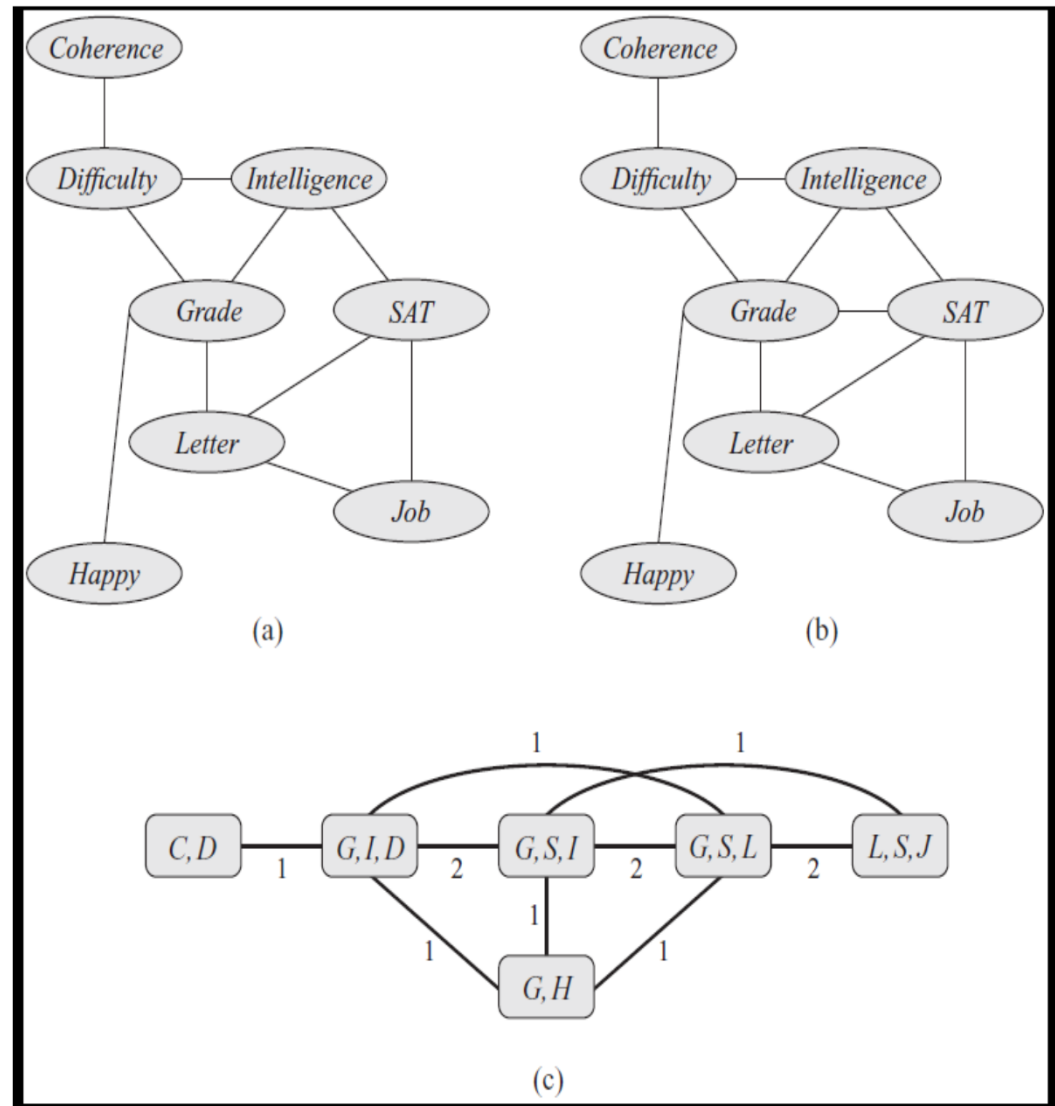 Coherence
Difficulty
Intelligence
Grade
SAT
Letter
Job
Happy
(a)
Coherence
Difficulty
Intelligence
Grade
SAT
Letter
Job
Happy
(b)
1
1
C, D
G, I, D
G, S, I
G, S, L
L, S, J
1
2
2
2
1
1
1
G, H
(c)